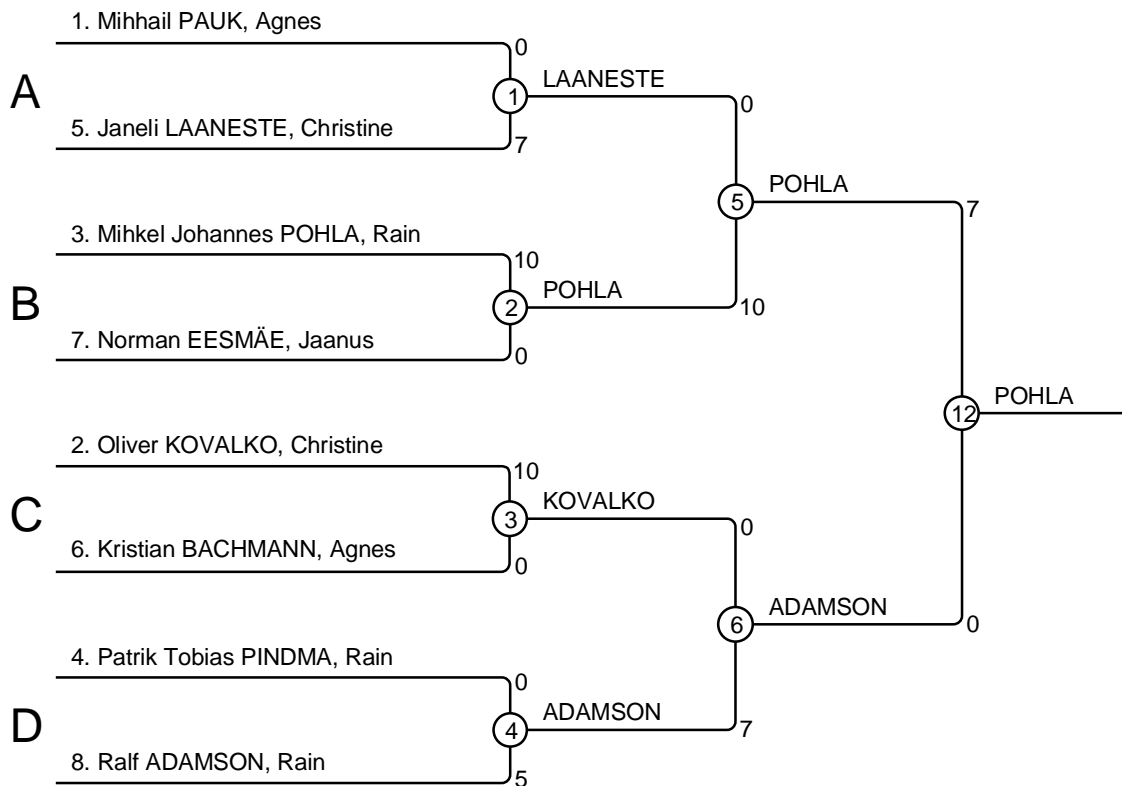 1. Mihhail PAUK, Agnes
0
A
1
LAANESTE
0
5. Janeli LAANESTE, Christine
7
5
POHLA
7
3. Mihkel Johannes POHLA, Rain
10
B
2
POHLA
10
7. Norman EESMÄE, Jaanus
0
12
POHLA
2. Oliver KOVALKO, Christine
10
C
3
KOVALKO
0
6. Kristian BACHMANN, Agnes
0
6
ADAMSON
0
4. Patrik Tobias PINDMA, Rain
0
D
4
ADAMSON
7
8. Ralf ADAMSON, Rain
5